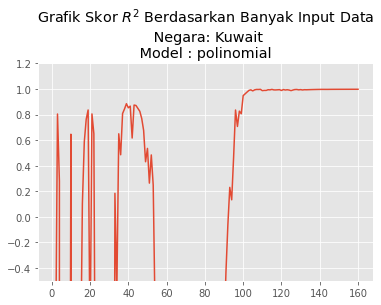 Grafik Skor R² Berdasarkan Banyak Input Data
Negara: Kuwait
Model : polinomial
1.2
1.0
0.8
0.6
0.4
0.2
0.0
−0.2
−0.4
0 20 40 60 80 100 120 140 160